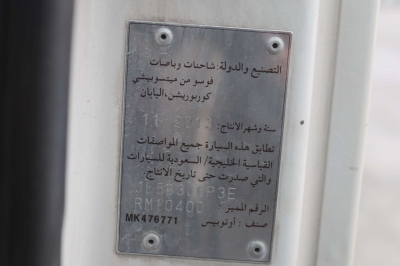 التصنيع والدولة: شاحنات وباصات
فوسو من ميتسوبيشي
كوربوريشن، اليابان
سنة وشهر الانتاج:
تطابق هذه السيارة جميع المواصفات
القياسية الخليجية/ السعودية للسيارات
والتي صدرت حتى تاريخ الانتاج.
الرقم المميز:
صنف: أوتوبيس
MK476771